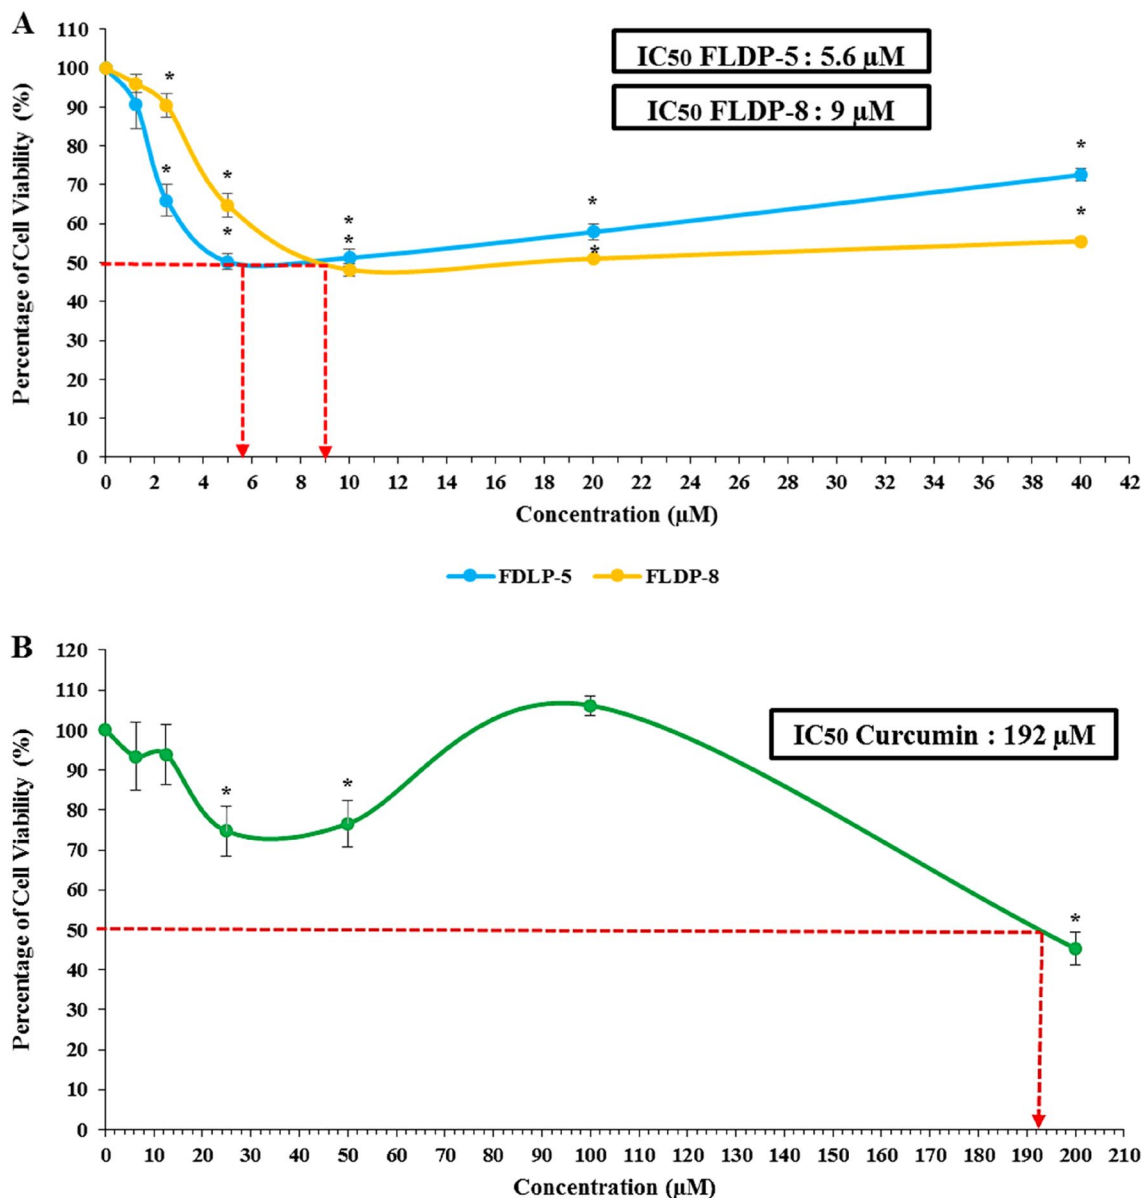 A
IC50 FLDP-5 : 5.6 µM
IC50 FLDP-8 : 9 µM
Percentage of Cell Viability (%)
110
100
90
80
70
60
50
40
30
20
10
0
* * * * * * * * * *
0 2 4 6 8 10 12 14 16 18 20 22 24 26 28 30 32 34 36 38 40 42
Concentration (µM)
FDLP-5 FLDP-8
B
IC50 Curcumin : 192 µM
Percentage of Cell Viability (%)
120
110
100
90
80
70
60
50
40
30
20
10
0
* * *
0 10 20 30 40 50 60 70 80 90 100 110 120 130 140 150 160 170 180 190 200 210
Concentration (µM)